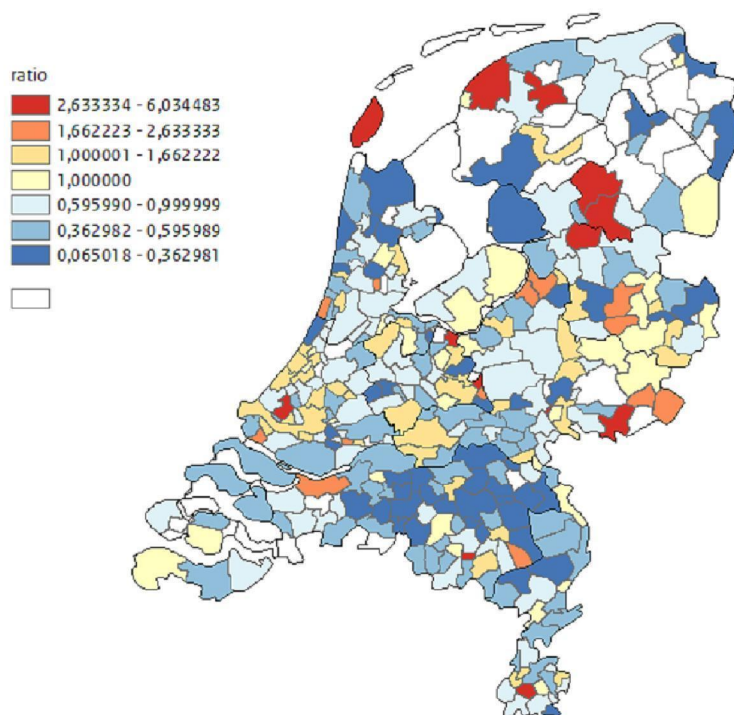 ratio
2,633334 - 6,034483
1,662223 - 2,633333
1,000001 - 1,662222
1,000000
0,595990 - 0,999999
0,362982 - 0,595989
0,065018 - 0,362981